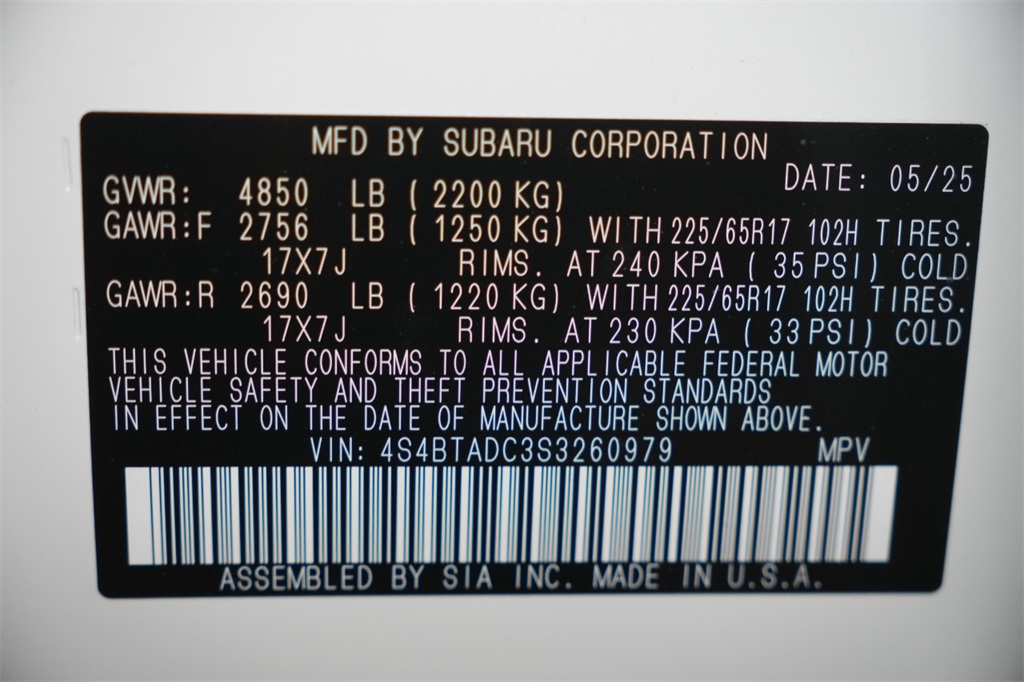 MFD BY SUBARU CORPORATION
DATE: 05/25
GVWR: 4850 LB ( 2200 KG)
GAWR:F 2756 LB ( 1250 KG) WITH 225/65R17 102H TIRES.
17X7J RIMS. AT 240 KPA ( 35 PSI) COLD
GAWR:R 2690 LB ( 1220 KG) WITH 225/65R17 102H TIRES.
17X7J RIMS. AT 230 KPA ( 33 PSI) COLD
THIS VEHICLE CONFORMS TO ALL APPLICABLE FEDERAL MOTOR
VEHICLE SAFETY AND THEFT PREVENTION STANDARDS
IN EFFECT ON THE DATE OF MANUFACTURE SHOWN ABOVE.
VIN: 4S4BTADC3S3260979 MPV
ASSEMBLED BY SIA INC. MADE IN U.S.A.